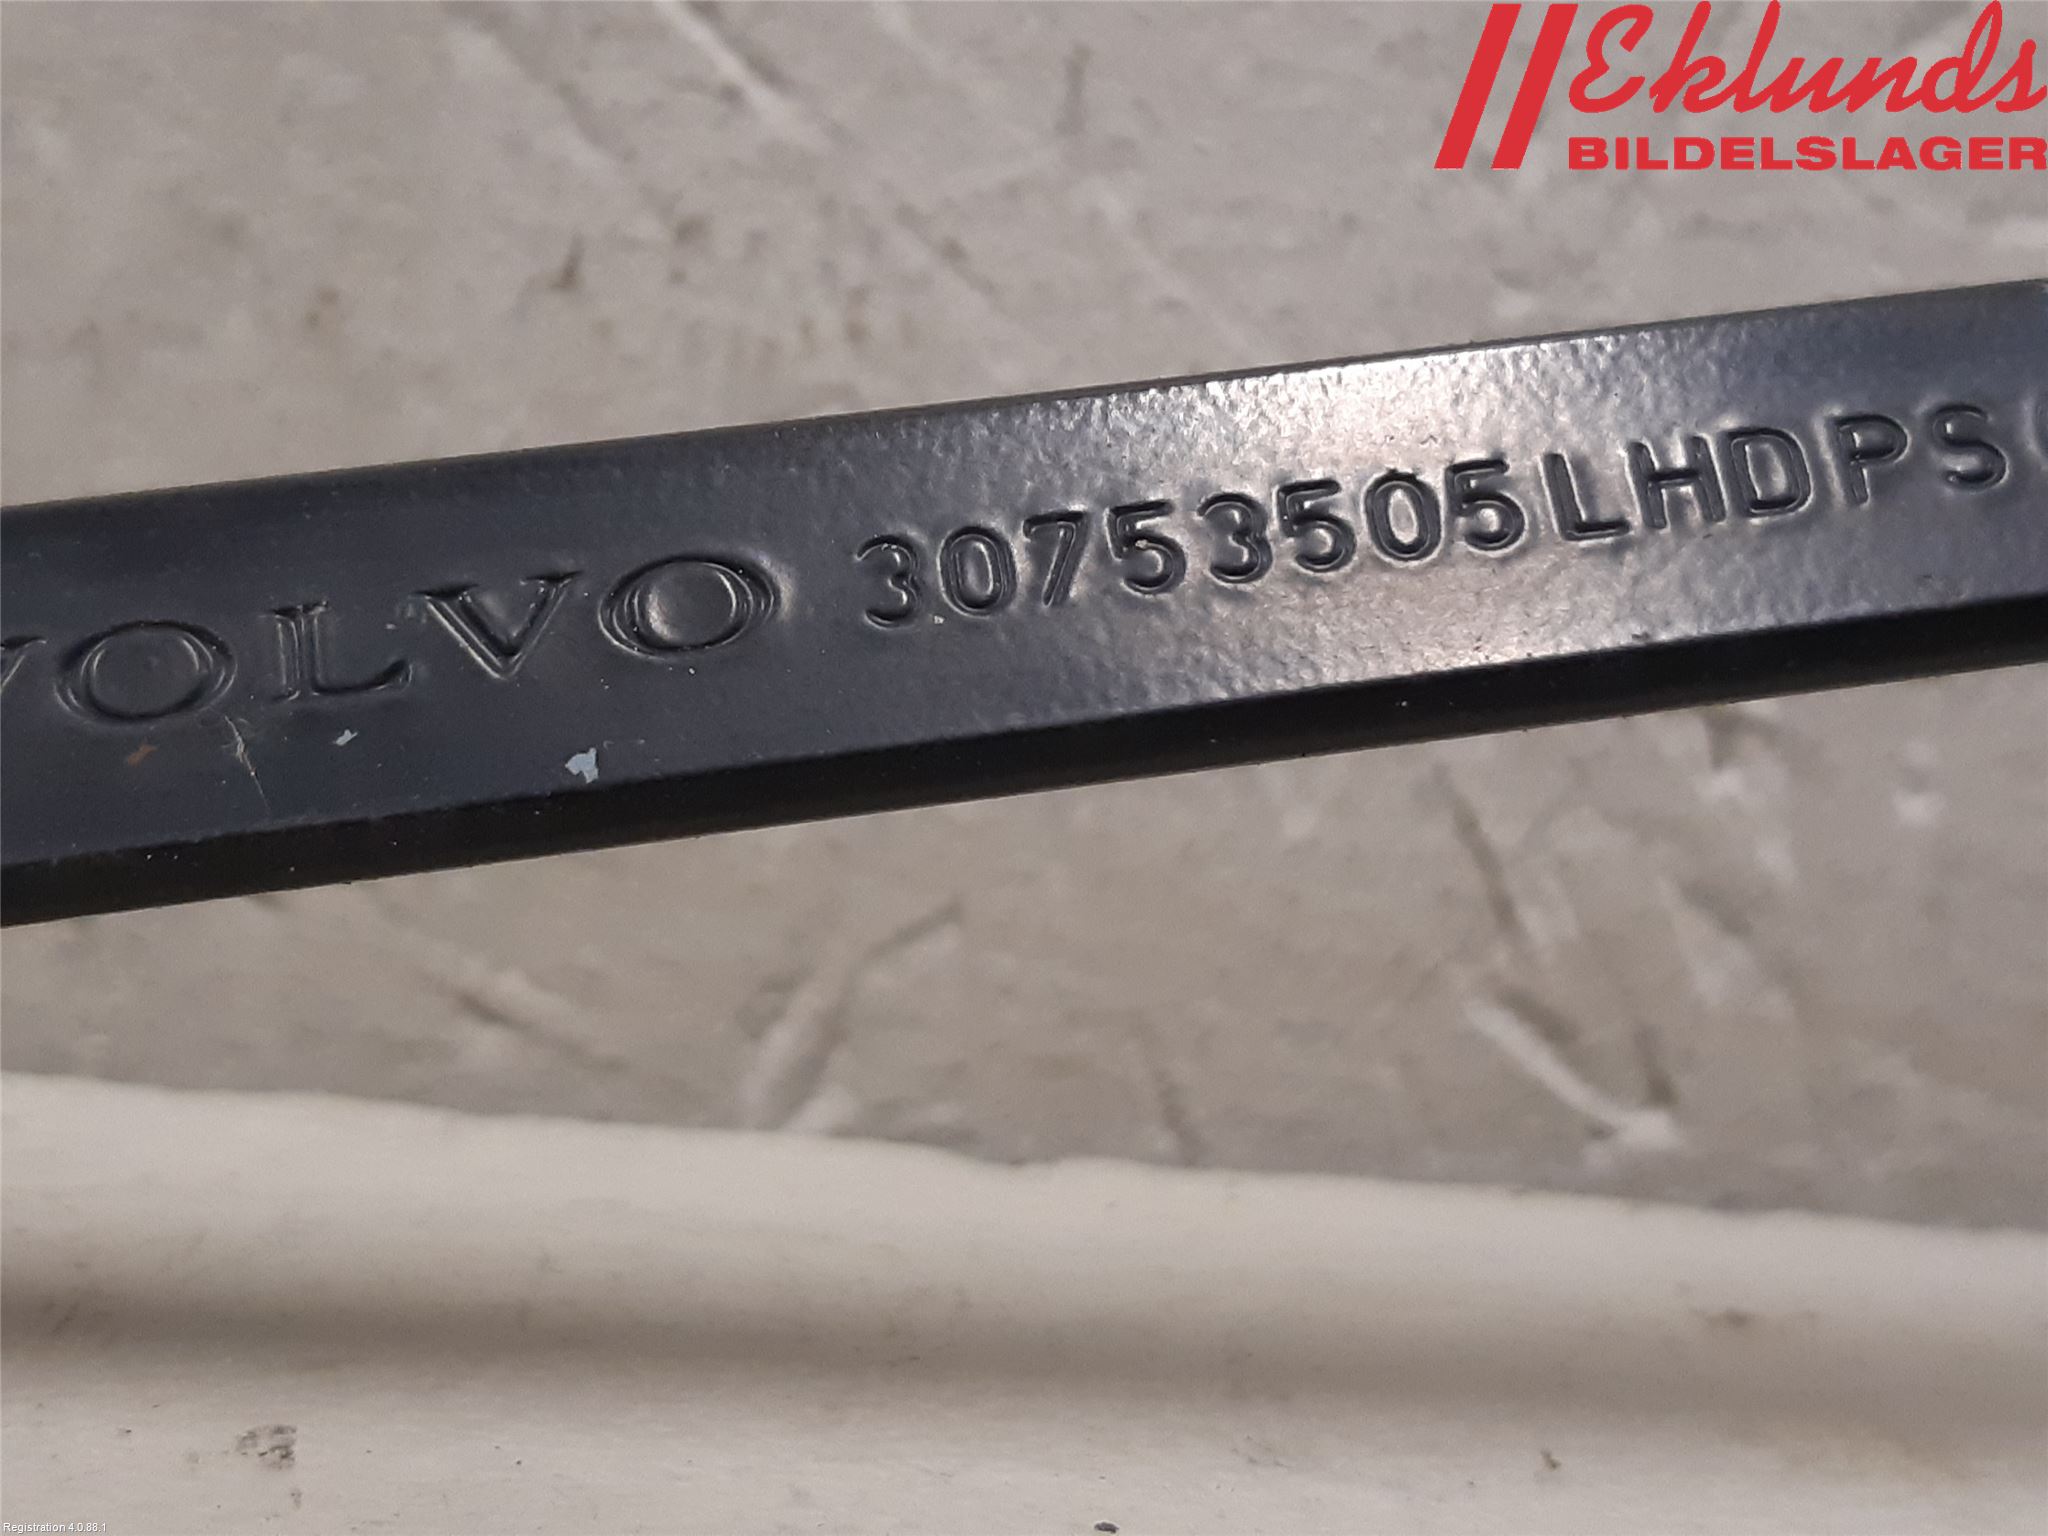 Eklunds
BILDELSLAGER
VOLVO 30753505LHDPS
Registration 4.0.88.1